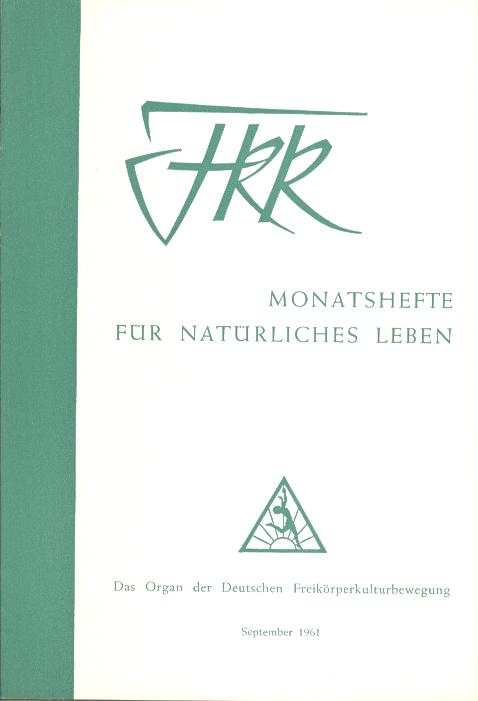 FKK
MONATSHEFTE
FÜR NATÜRLICHES LEBEN
Das Organ der Deutschen Freikörperkulturbewegung
September 1961